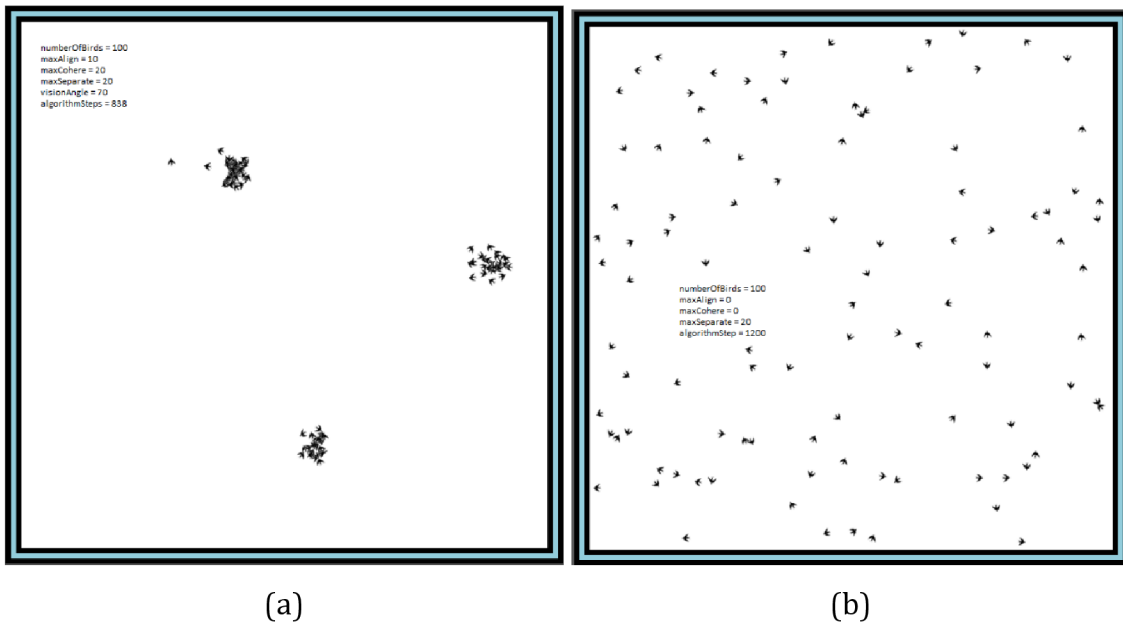 numberOfBirds = 100
maxAlign = 10
maxCohere = 20
maxSeparate = 20
visionAngle = 70
algorithmSteps = 838
numberOfBirds = 100
maxAlign = 0
maxCohere = 0
maxSeparate = 20
algorithmStep = 1200
(a)
(b)